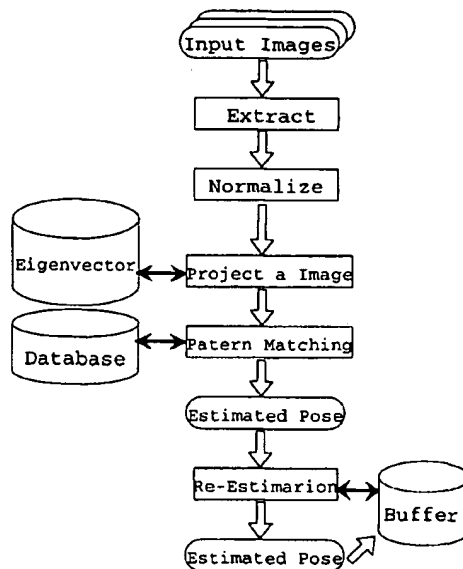 Input Images
Extract
Normalize
Eigenvector
Project a Image
Database
Patern Matching
Estimated Pose
Re-Estimarion
Buffer
Estimated Pose